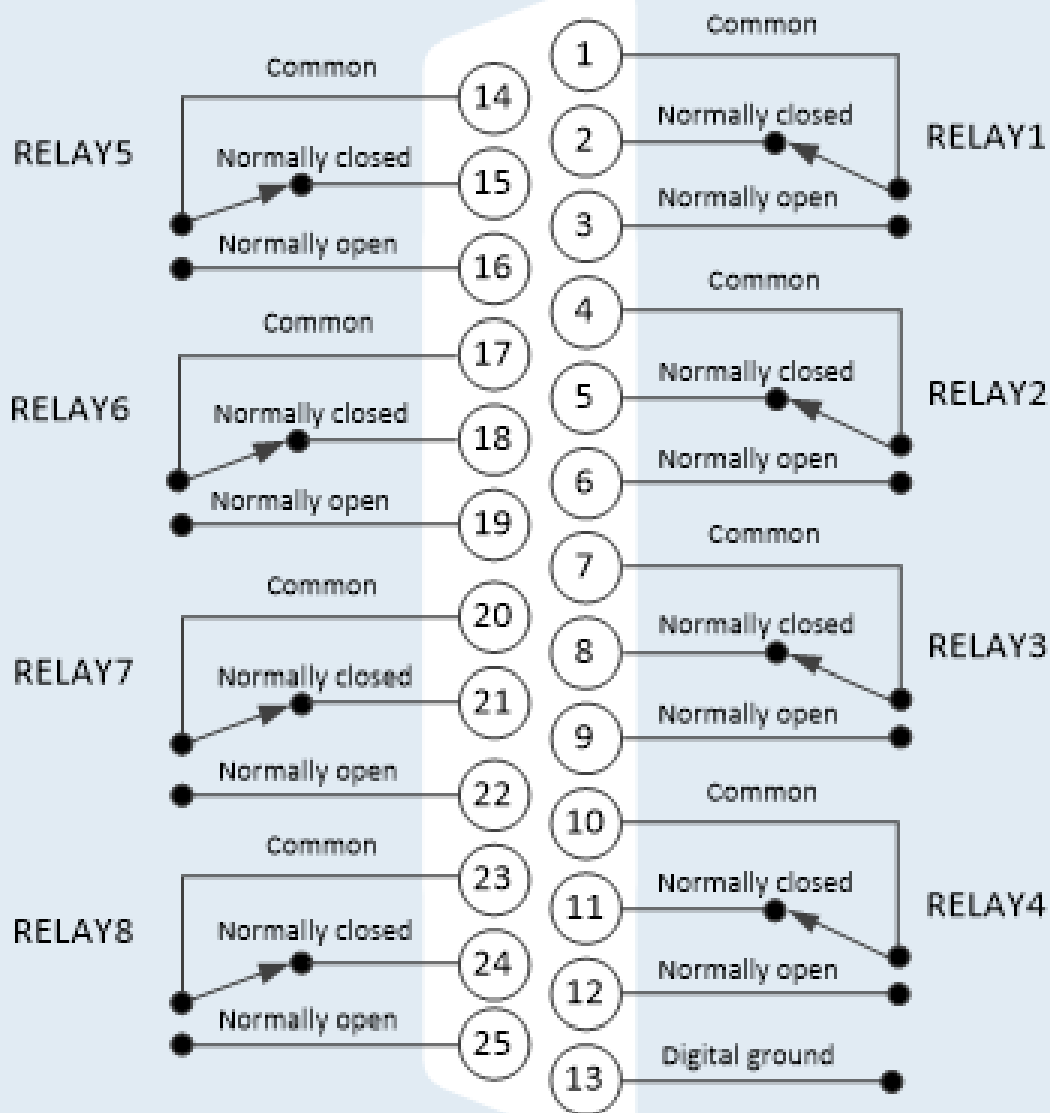 Common
1
Common
14
Normally closed
2
RELAY1
RELAY5
Normally closed
15
Normally open
3
Normally open
16
Common
4
Common
17
Normally closed
5
RELAY2
RELAY6
Normally closed
18
Normally open
6
Normally open
19
Common
7
Common
20
Normally closed
8
RELAY3
RELAY7
Normally closed
21
Normally open
9
Normally open
22
Common
10
Common
23
Normally closed
11
RELAY4
RELAY8
Normally closed
24
Normally open
12
Normally open
25
Digital ground
13